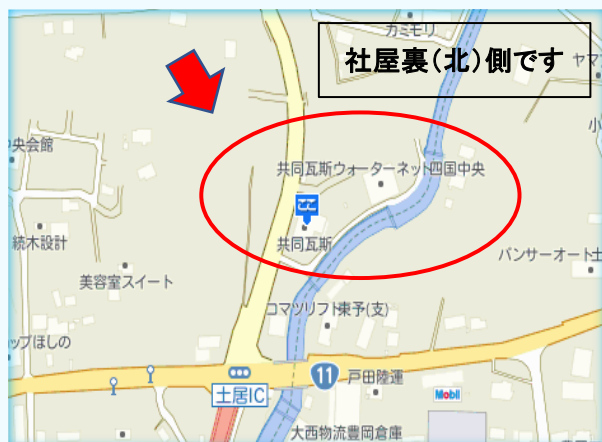 カミモリ
社屋裏(北)側です
ヤマ
小
中央会館
共同瓦斯ウォーターネット四国中央
共同瓦斯
続木設計
美容室スイート
パンサーオート土
コマツリフト東予(支)
ップほしの
11
土居IC
戸田陸運
Mobil
大西物流豊岡倉庫